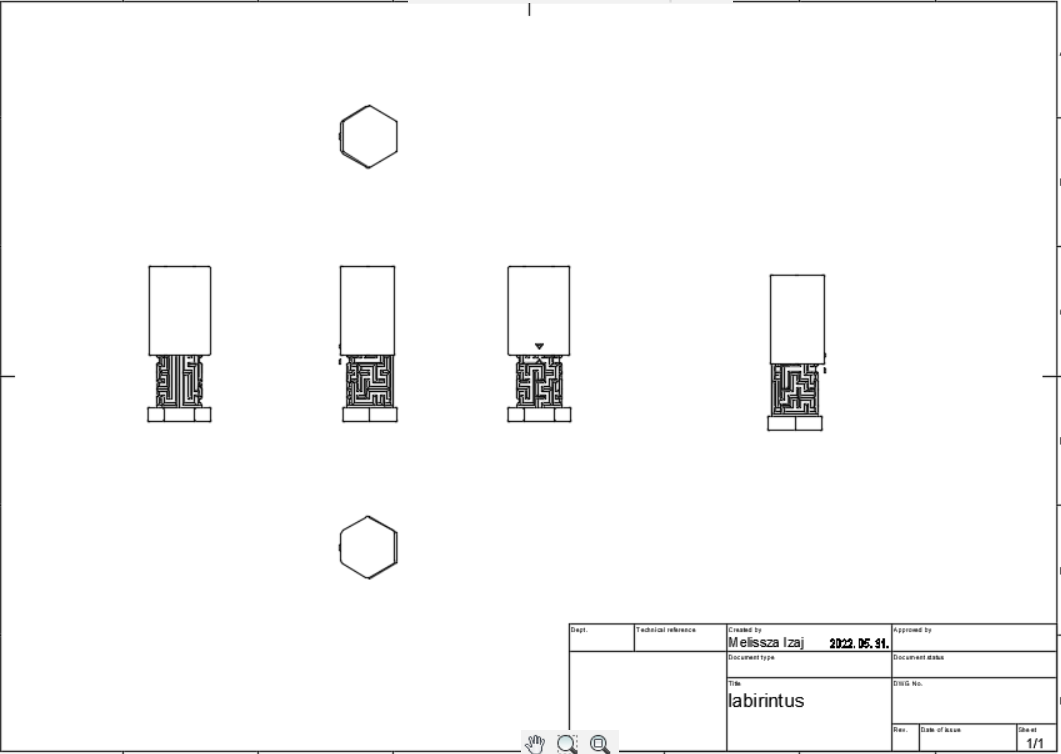 Dept.
Technical reference
Created by
Approved by
Melissza Izaj 2022.05.31.
Document type
Document status
Title
DWG No.
labirintus
Rev.
Date of issue
Sheet
1/1